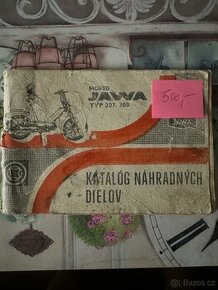 MOTO
JAWA
TYP 207. 300
500,-
KATALÓG NÁHRADNÝCH
DIELOV
Bazos.cz